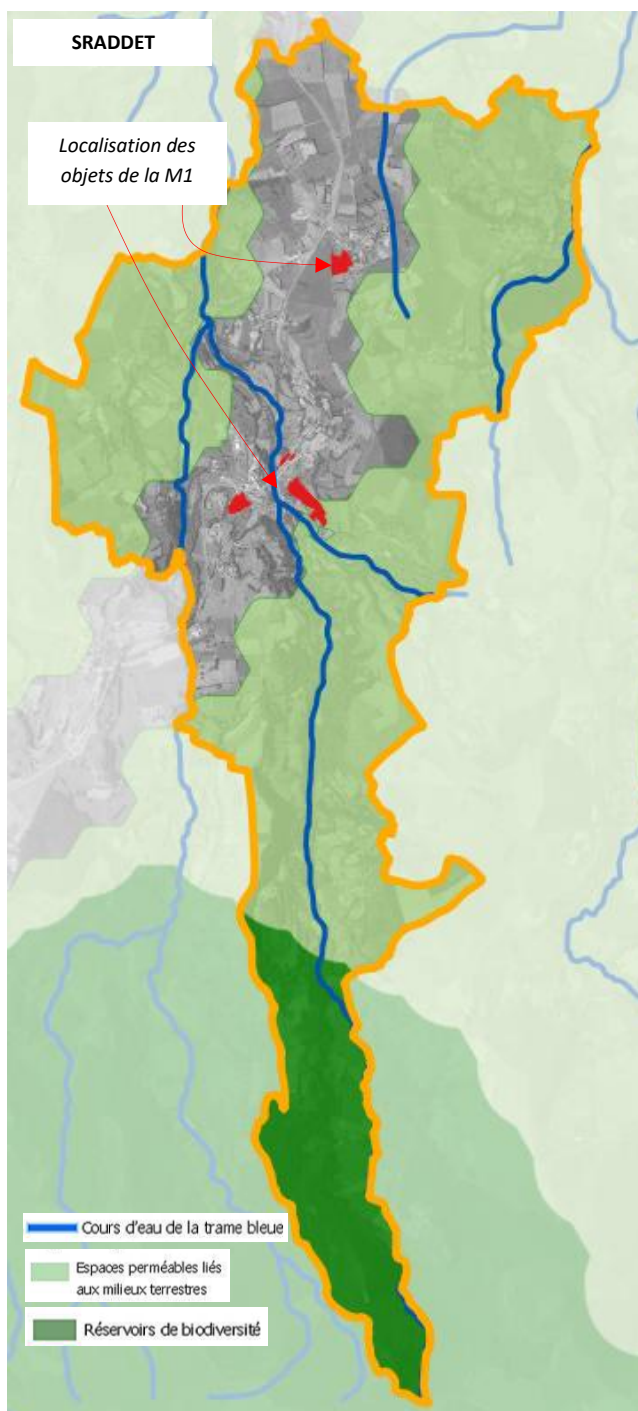 SRADDET
Localisation des
objets de la M1
Cours d'eau de la trame bleue
Espaces perméables liés
aux milieux terrestres
Réservoirs de biodiversité